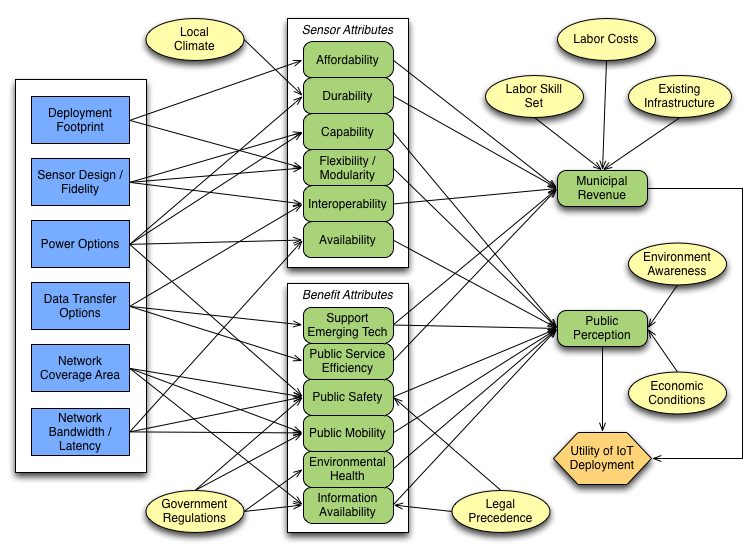 Local
Climate
Sensor Attributes
Labor Costs
Affordability
Labor Skill
Set
Existing
Infrastructure
Deployment
Footprint
Durability
Capability
Sensor Design /
Fidelity
Flexibility /
Modularity
Municipal
Revenue
Interoperability
Power Options
Availability
Environment
Awareness
Data Transfer
Options
Benefit Attributes
Support
Emerging Tech
Public
Perception
Network
Coverage Area
Public Service
Efficiency
Public Safety
Economic
Conditions
Network
Bandwidth /
Latency
Public Mobility
Utility of IoT
Deployment
Environmental
Health
Government
Regulations
Information
Availability
Legal
Precedence